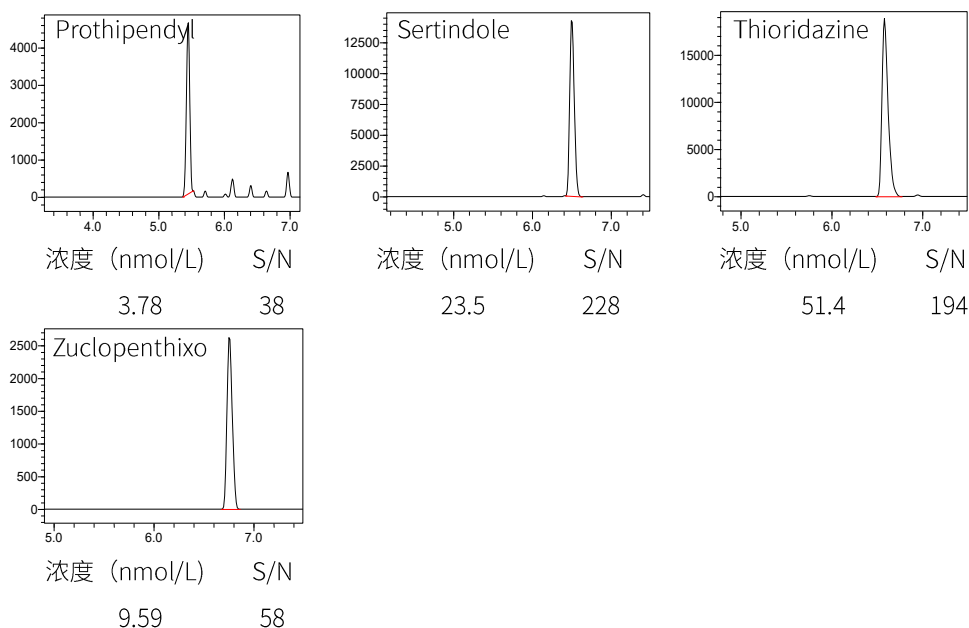 Prothipendyl
4000
3000
2000
1000
0
4.0 5.0 6.0 7.0
浓度（nmol/L） S/N
3.78 38
Sertindole
12500
10000
7500
5000
2500
0
5.0 6.0 7.0
浓度（nmol/L） S/N
23.5 228
Thioridazine
15000
10000
5000
0
5.0 6.0 7.0
浓度（nmol/L） S/N
51.4 194
Zuclopenthixo
2500
2000
1500
1000
500
0
5.0 6.0 7.0
浓度（nmol/L） S/N
9.59 58